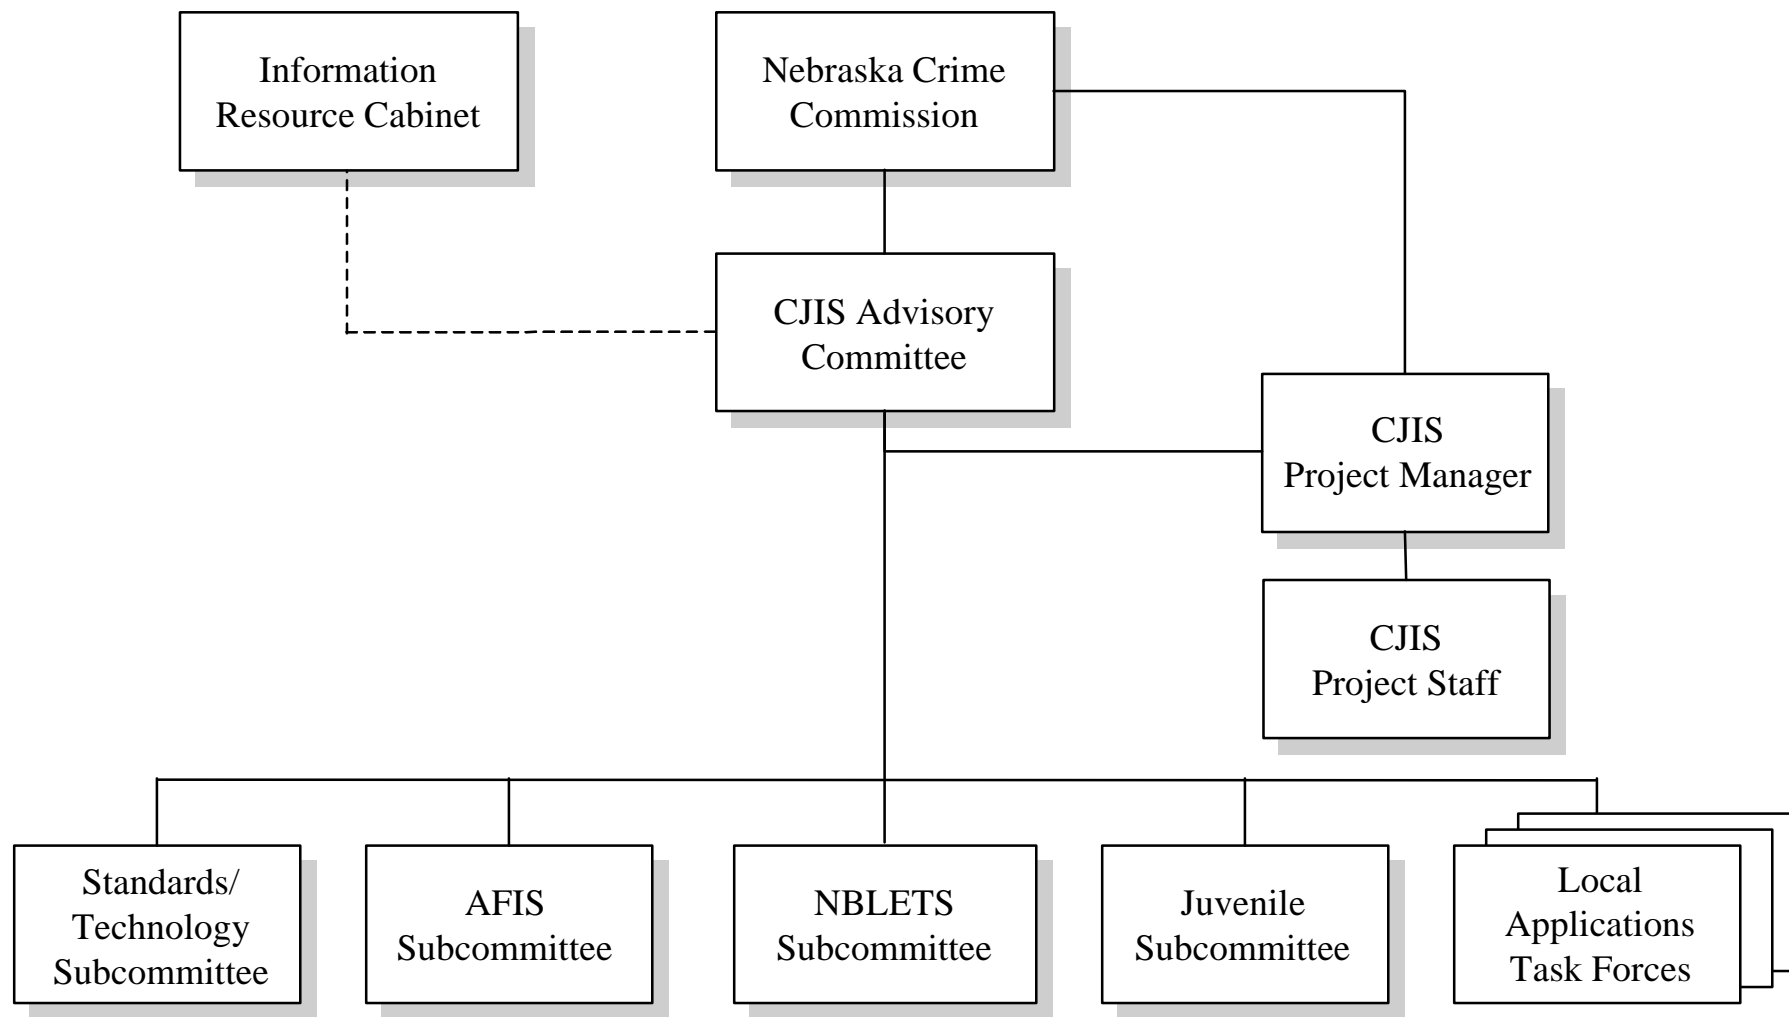 Information
Resource Cabinet
Nebraska Crime
Commission
CJIS Advisory
Committee
CJIS
Project Manager
CJIS
Project Staff
Standards/
Technology
Subcommittee
AFIS
Subcommittee
NBLETS
Subcommittee
Juvenile
Subcommittee
Local
Applications
Task Forces